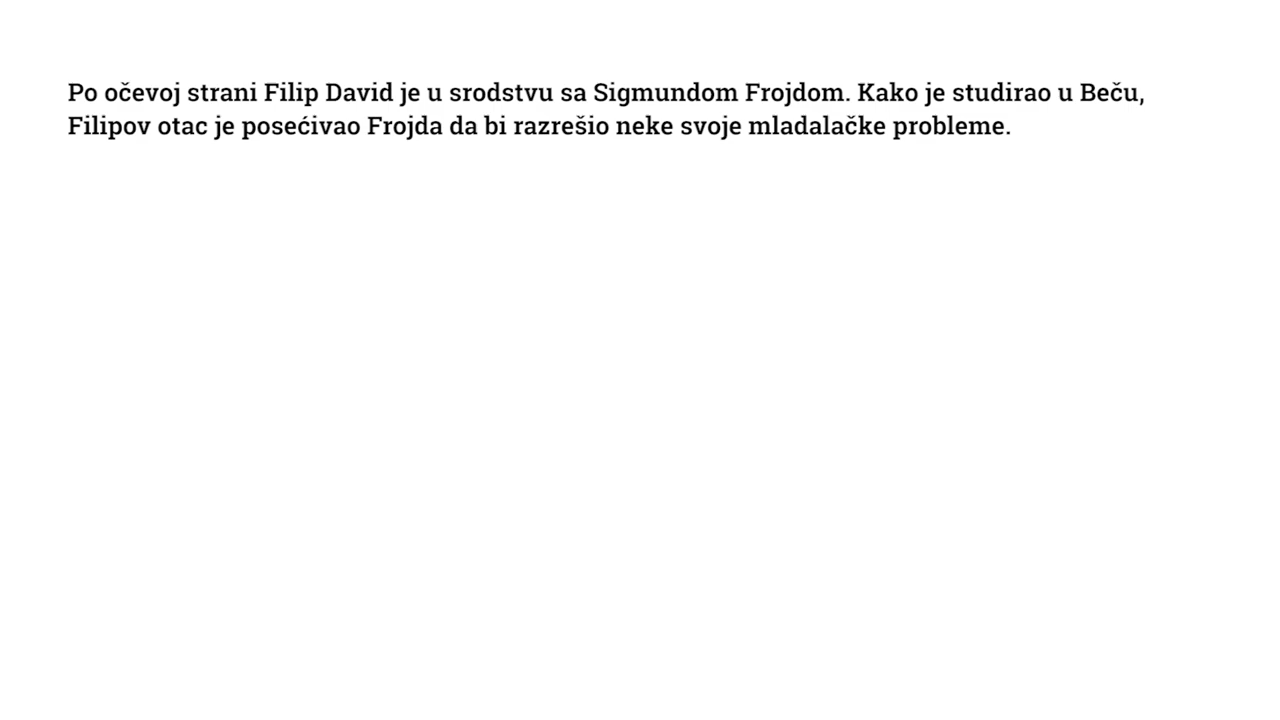 Po očevoj strani Filip David je u srodstvu sa Sigmundom Frojdom. Kako je studirao u Beču,
Filipov otac je posećivao Frojda da bi razrešio neke svoje mladalačke probleme.